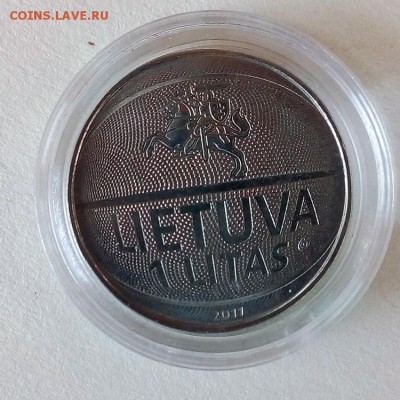 COINS.LAVE.RU
LIETUVA
1 LITAS
2011